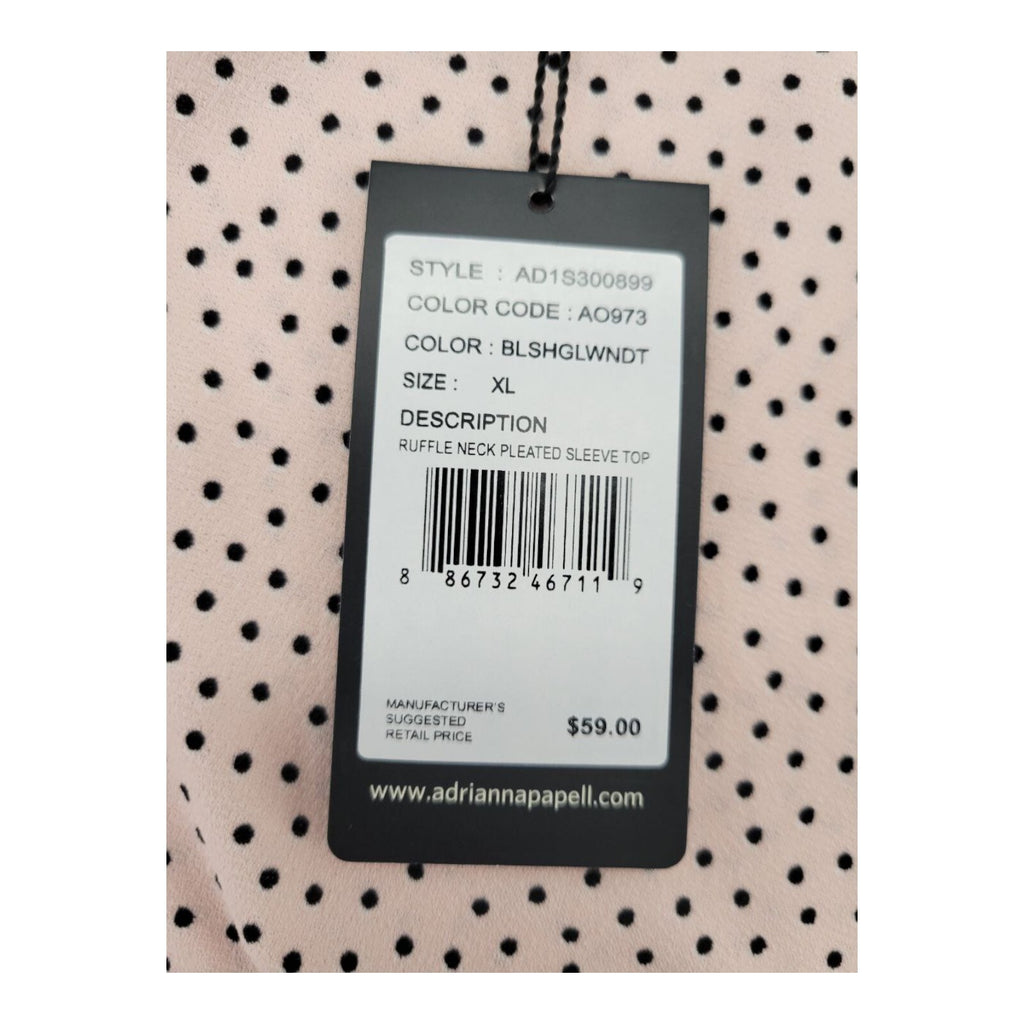 STYLE : AD1S300899
COLOR CODE : AO973
COLOR : BLSHGLWNDT
SIZE : XL
DESCRIPTION
RUFFLE NECK PLEATED SLEEVE TOP
8 86732 46711 9
MANUFACTURER'S
SUGGESTED
RETAIL PRICE
$59.00
www.adriannapapell.com